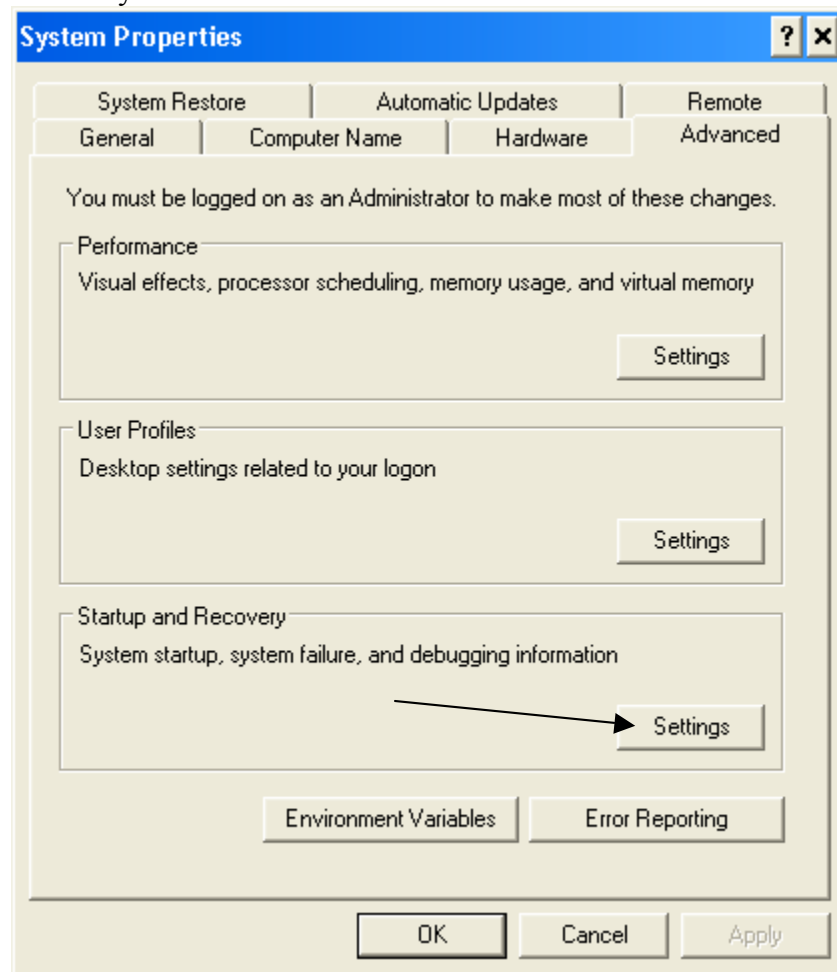 System Properties
System Restore Automatic Updates Remote
General Computer Name Hardware Advanced
You must be logged on as an Administrator to make most of these changes.
Performance
Visual effects, processor scheduling, memory usage, and virtual memory
Settings
User Profiles
Desktop settings related to your logon
Settings
Startup and Recovery
System startup, system failure, and debugging information
Settings
Environment Variables Error Reporting
OK Cancel Apply